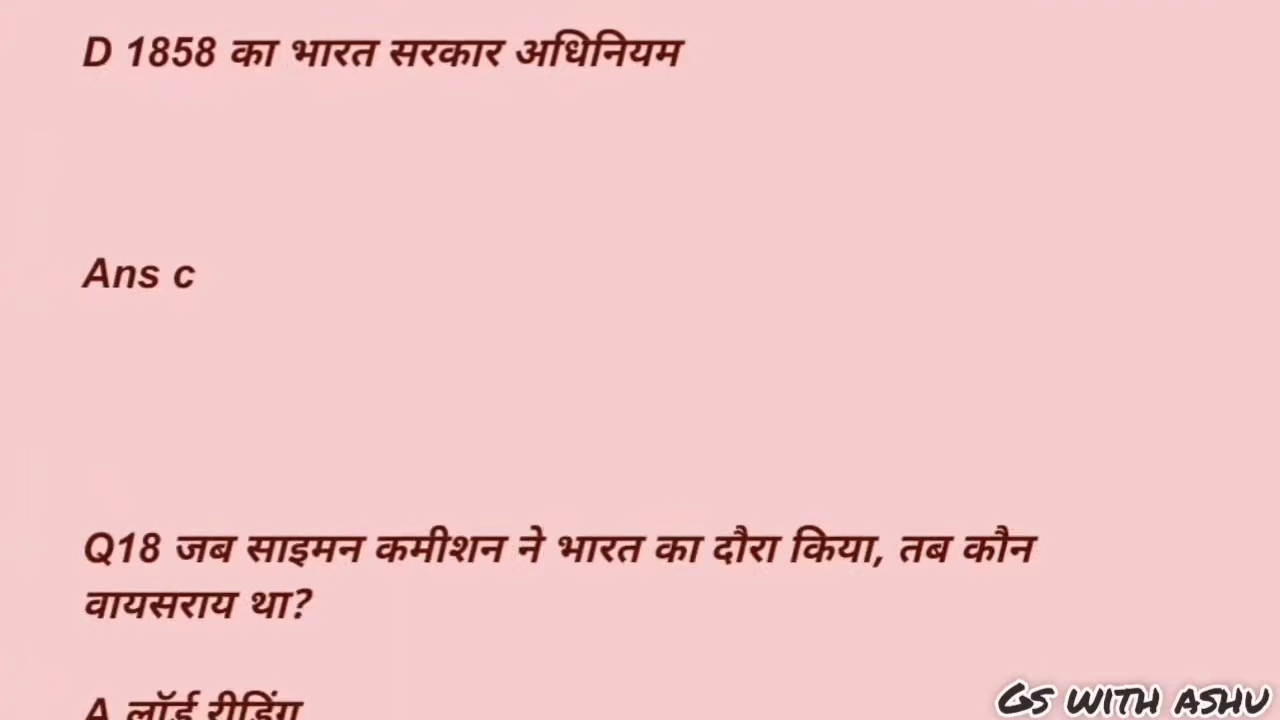 D 1858 का भारत सरकार अधिनियम
Ans c
Q18 जब साइमन कमीशन ने भारत का दौरा किया, तब कौन
वायसराय था?
A लॉर्ड रीडिंग
GS WITH ASHU